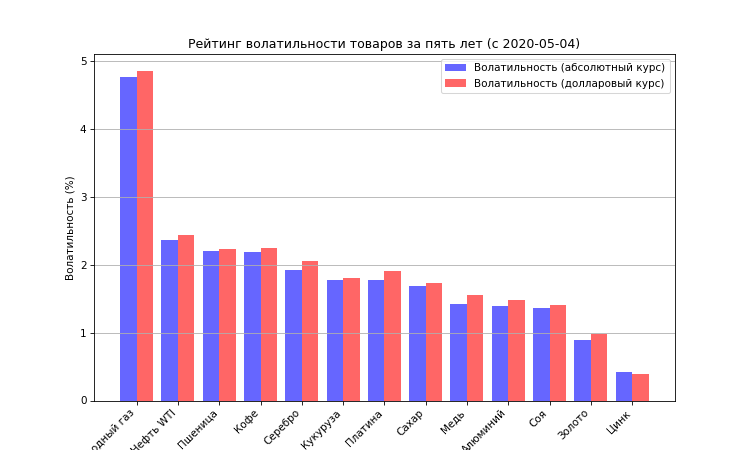 Рейтинг волатильности товаров за пять лет (с 2020-05-04)
Волатильность (абсолютный курс)
Волатильность (долларовый курс)
Волатильность (%)
5
4
3
2
1
0
одный газ
Нефть WTI
Пшеница
Кофе
Серебро
Кукуруза
Платина
Сахар
Медь
Алюминий
Соя
Золото
Цинк